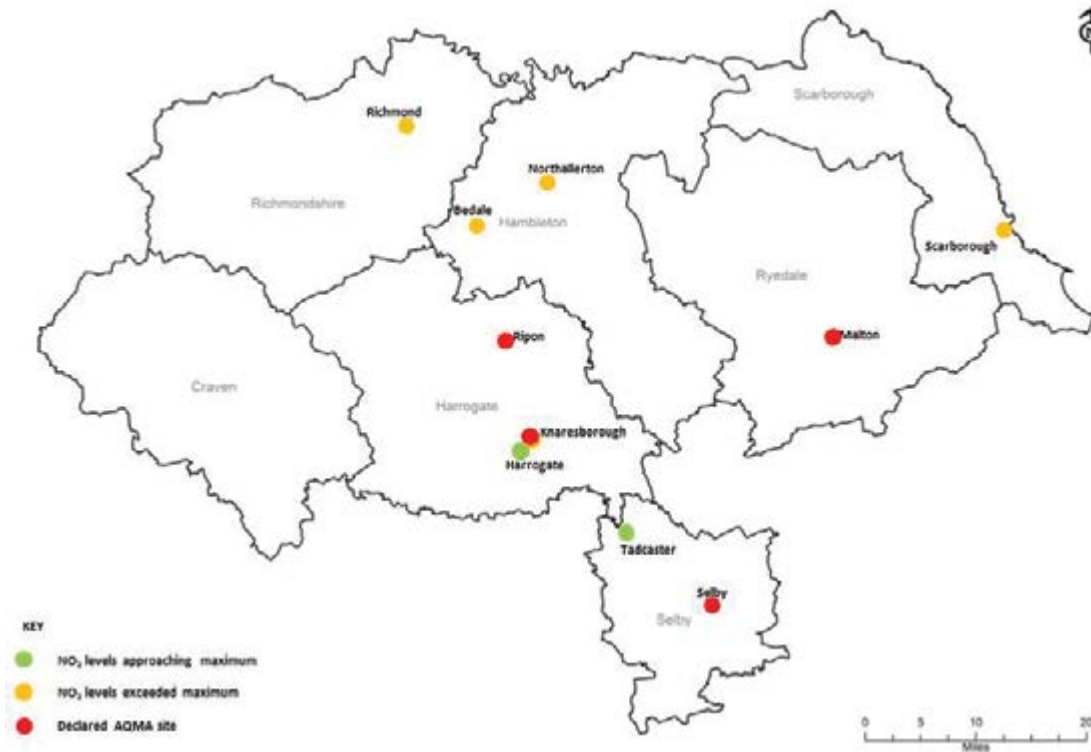 Scarborough
Richmond
Northallerton
Richmondshire
Bedale
Hambleton
Scarborough
Ryedale
Ripon
Malton
Craven
Harrogate
Knaresborough
Harrogate
Tadcaster
Selby
Selby
KEY
NO₂ levels approaching maximum
NO₂ levels exceeded maximum
Declared AQMA site
0 5 10 20
Miles